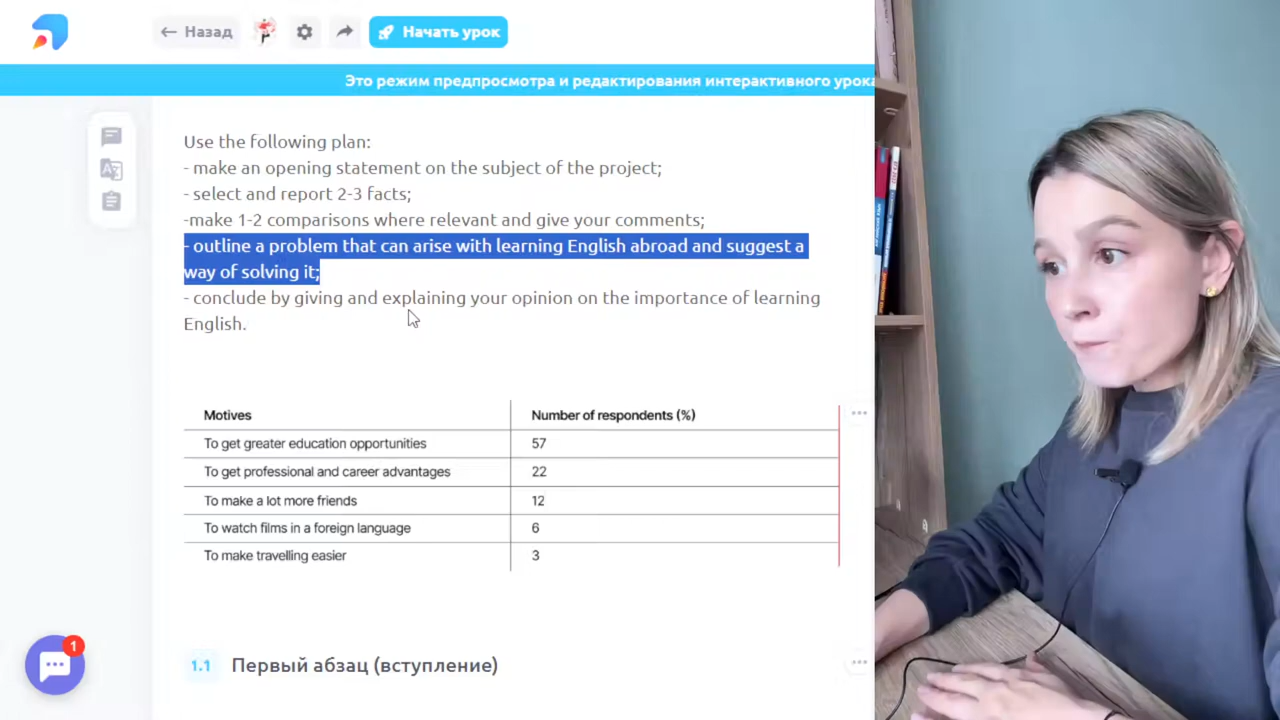 Назад
Начать урок
Это режим предпросмотра и редактирования интерактивного урока
Use the following plan:
- make an opening statement on the subject of the project;
- select and report 2-3 facts;
-make 1-2 comparisons where relevant and give your comments;
- outline a problem that can arise with learning English abroad and suggest a
way of solving it;
- conclude by giving and explaining your opinion on the importance of learning
English.
Motives Number of respondents (%)
To get greater education opportunities 57
To get professional and career advantages 22
To make a lot more friends 12
To watch films in a foreign language 6
To make travelling easier 3
1
1.1 Первый абзац (вступление)